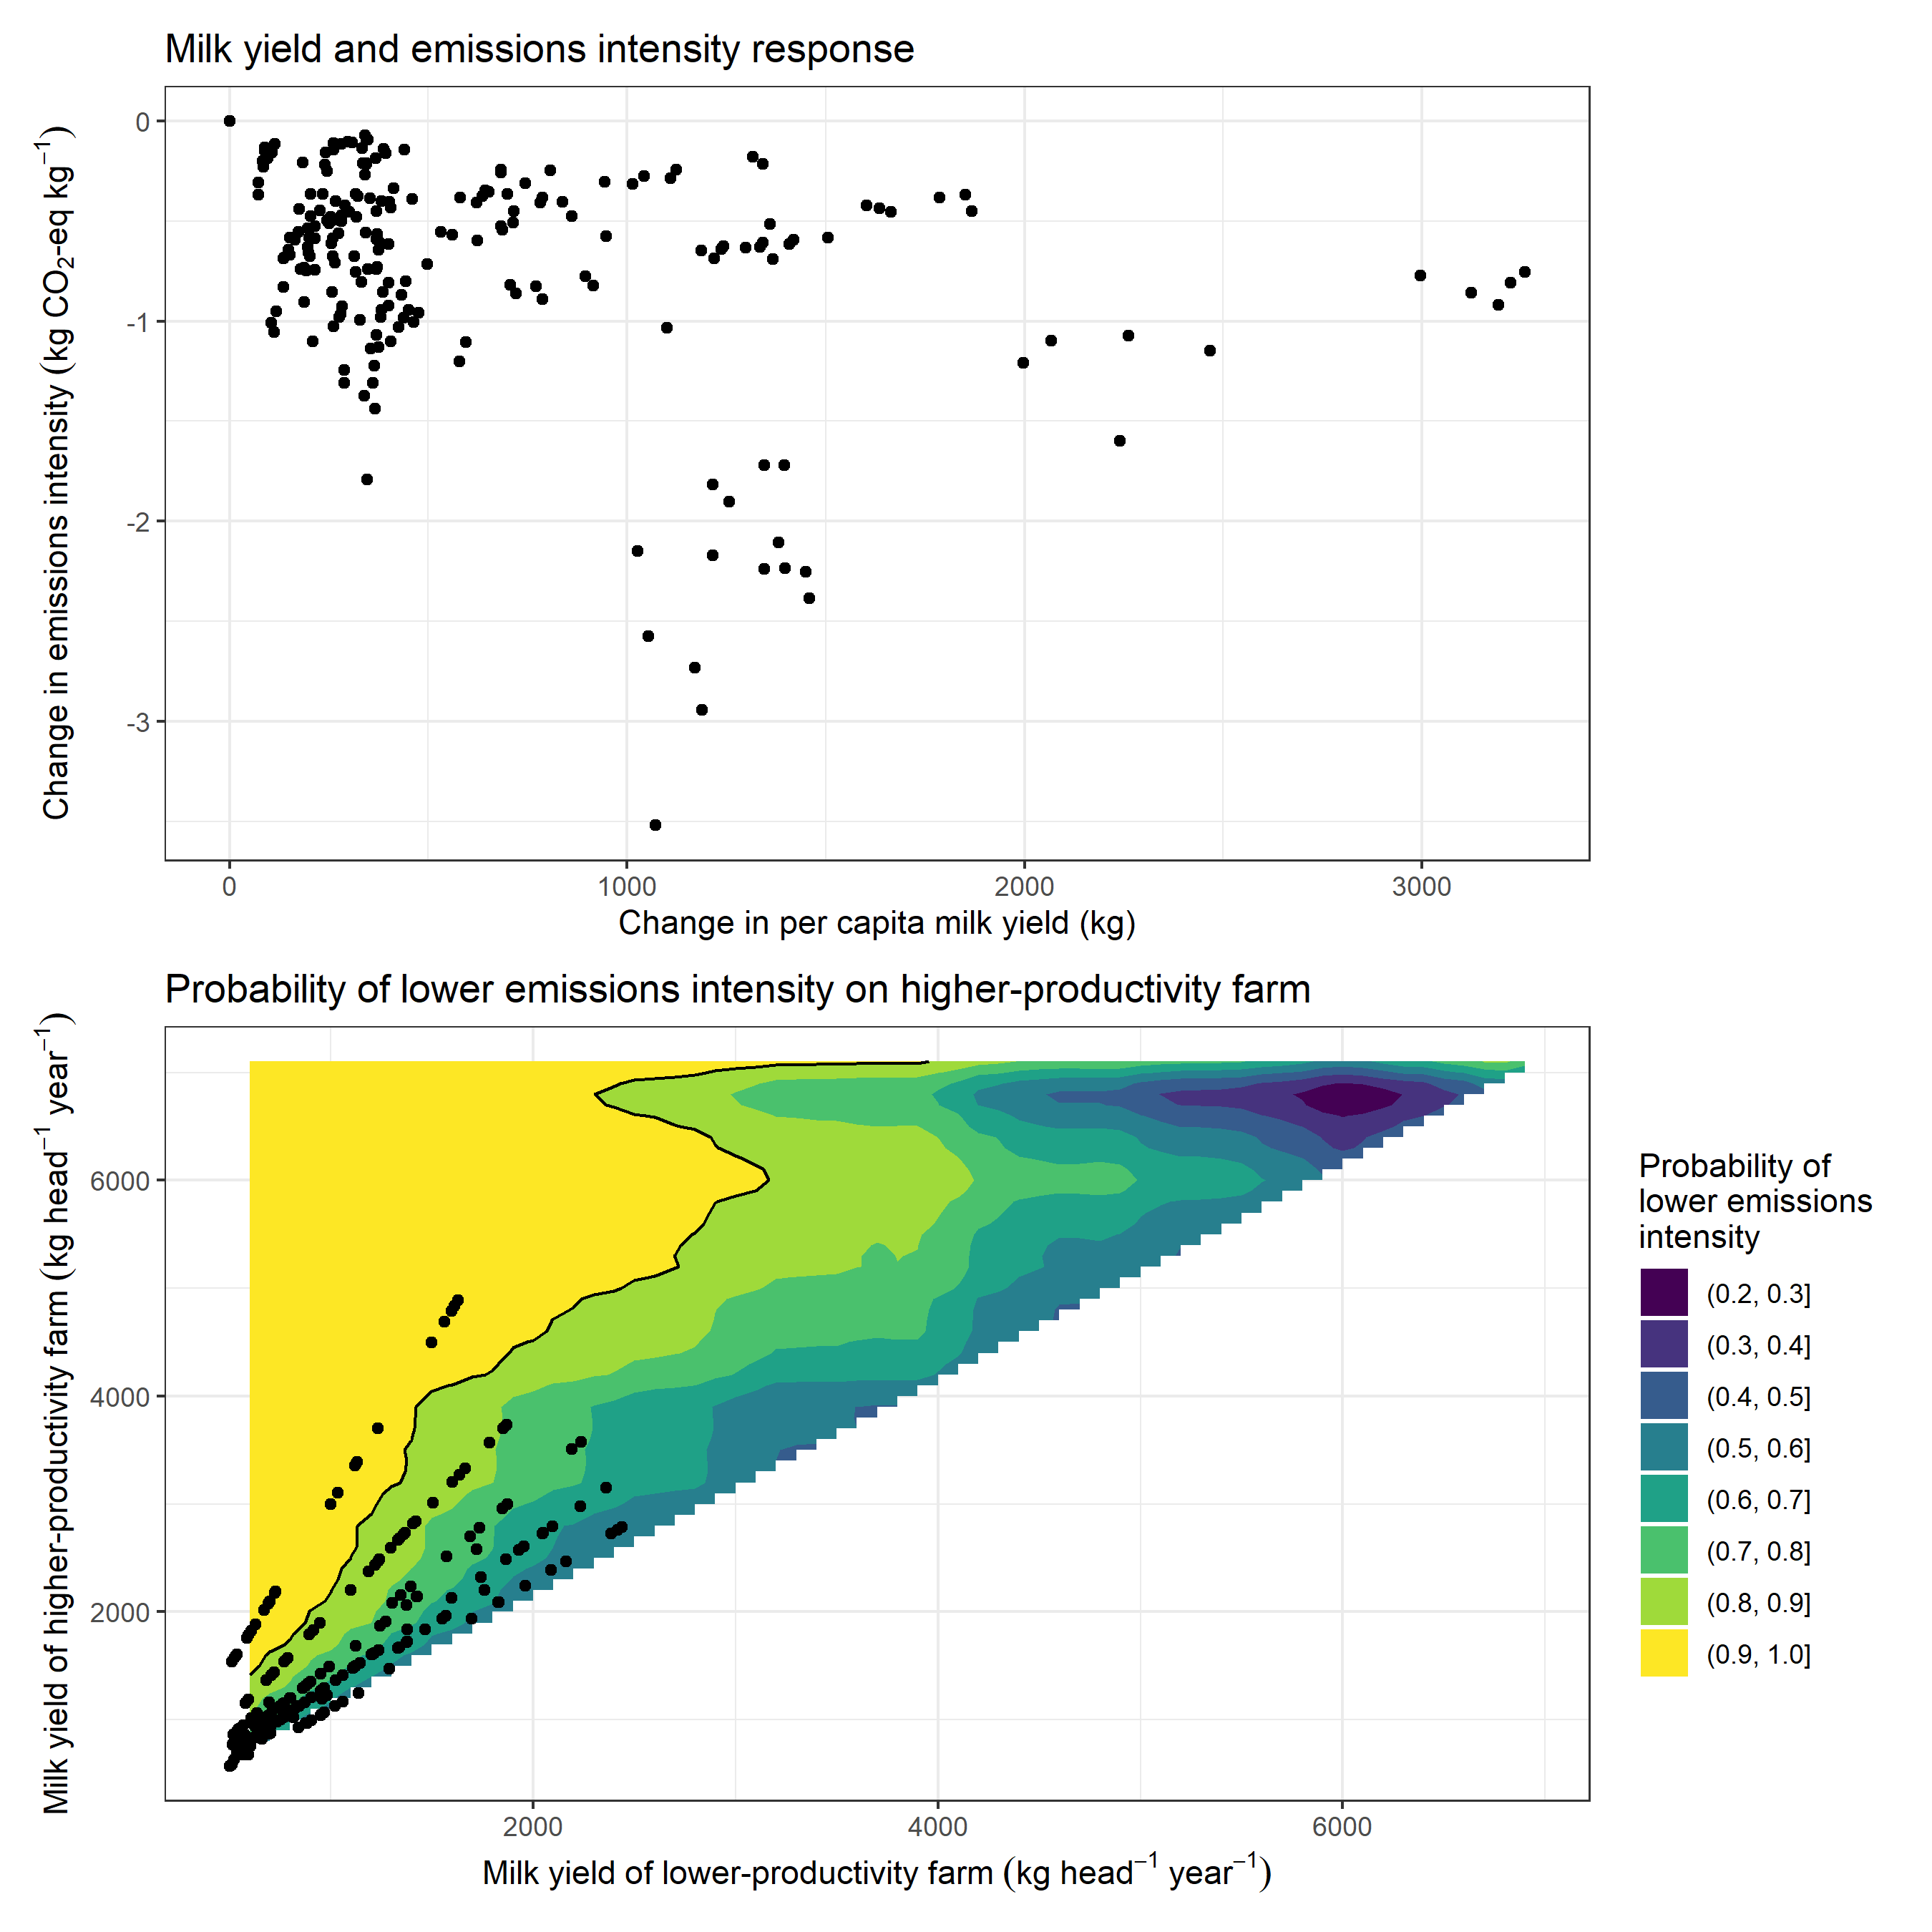 Milk yield and emissions intensity response
Change in emissions intensity (kg CO₂-eq kg⁻¹)
0
-1
-2
-3
0 1000 2000 3000
Change in per capita milk yield (kg)
Probability of lower emissions intensity on higher-productivity farm
Milk yield of higher-productivity farm (kg head⁻¹ year⁻¹)
6000
4000
2000
2000 4000 6000
Milk yield of lower-productivity farm (kg head⁻¹ year⁻¹)
Probability of
lower emissions
intensity
(0.2, 0.3]
(0.3, 0.4]
(0.4, 0.5]
(0.5, 0.6]
(0.6, 0.7]
(0.7, 0.8]
(0.8, 0.9]
(0.9, 1.0]